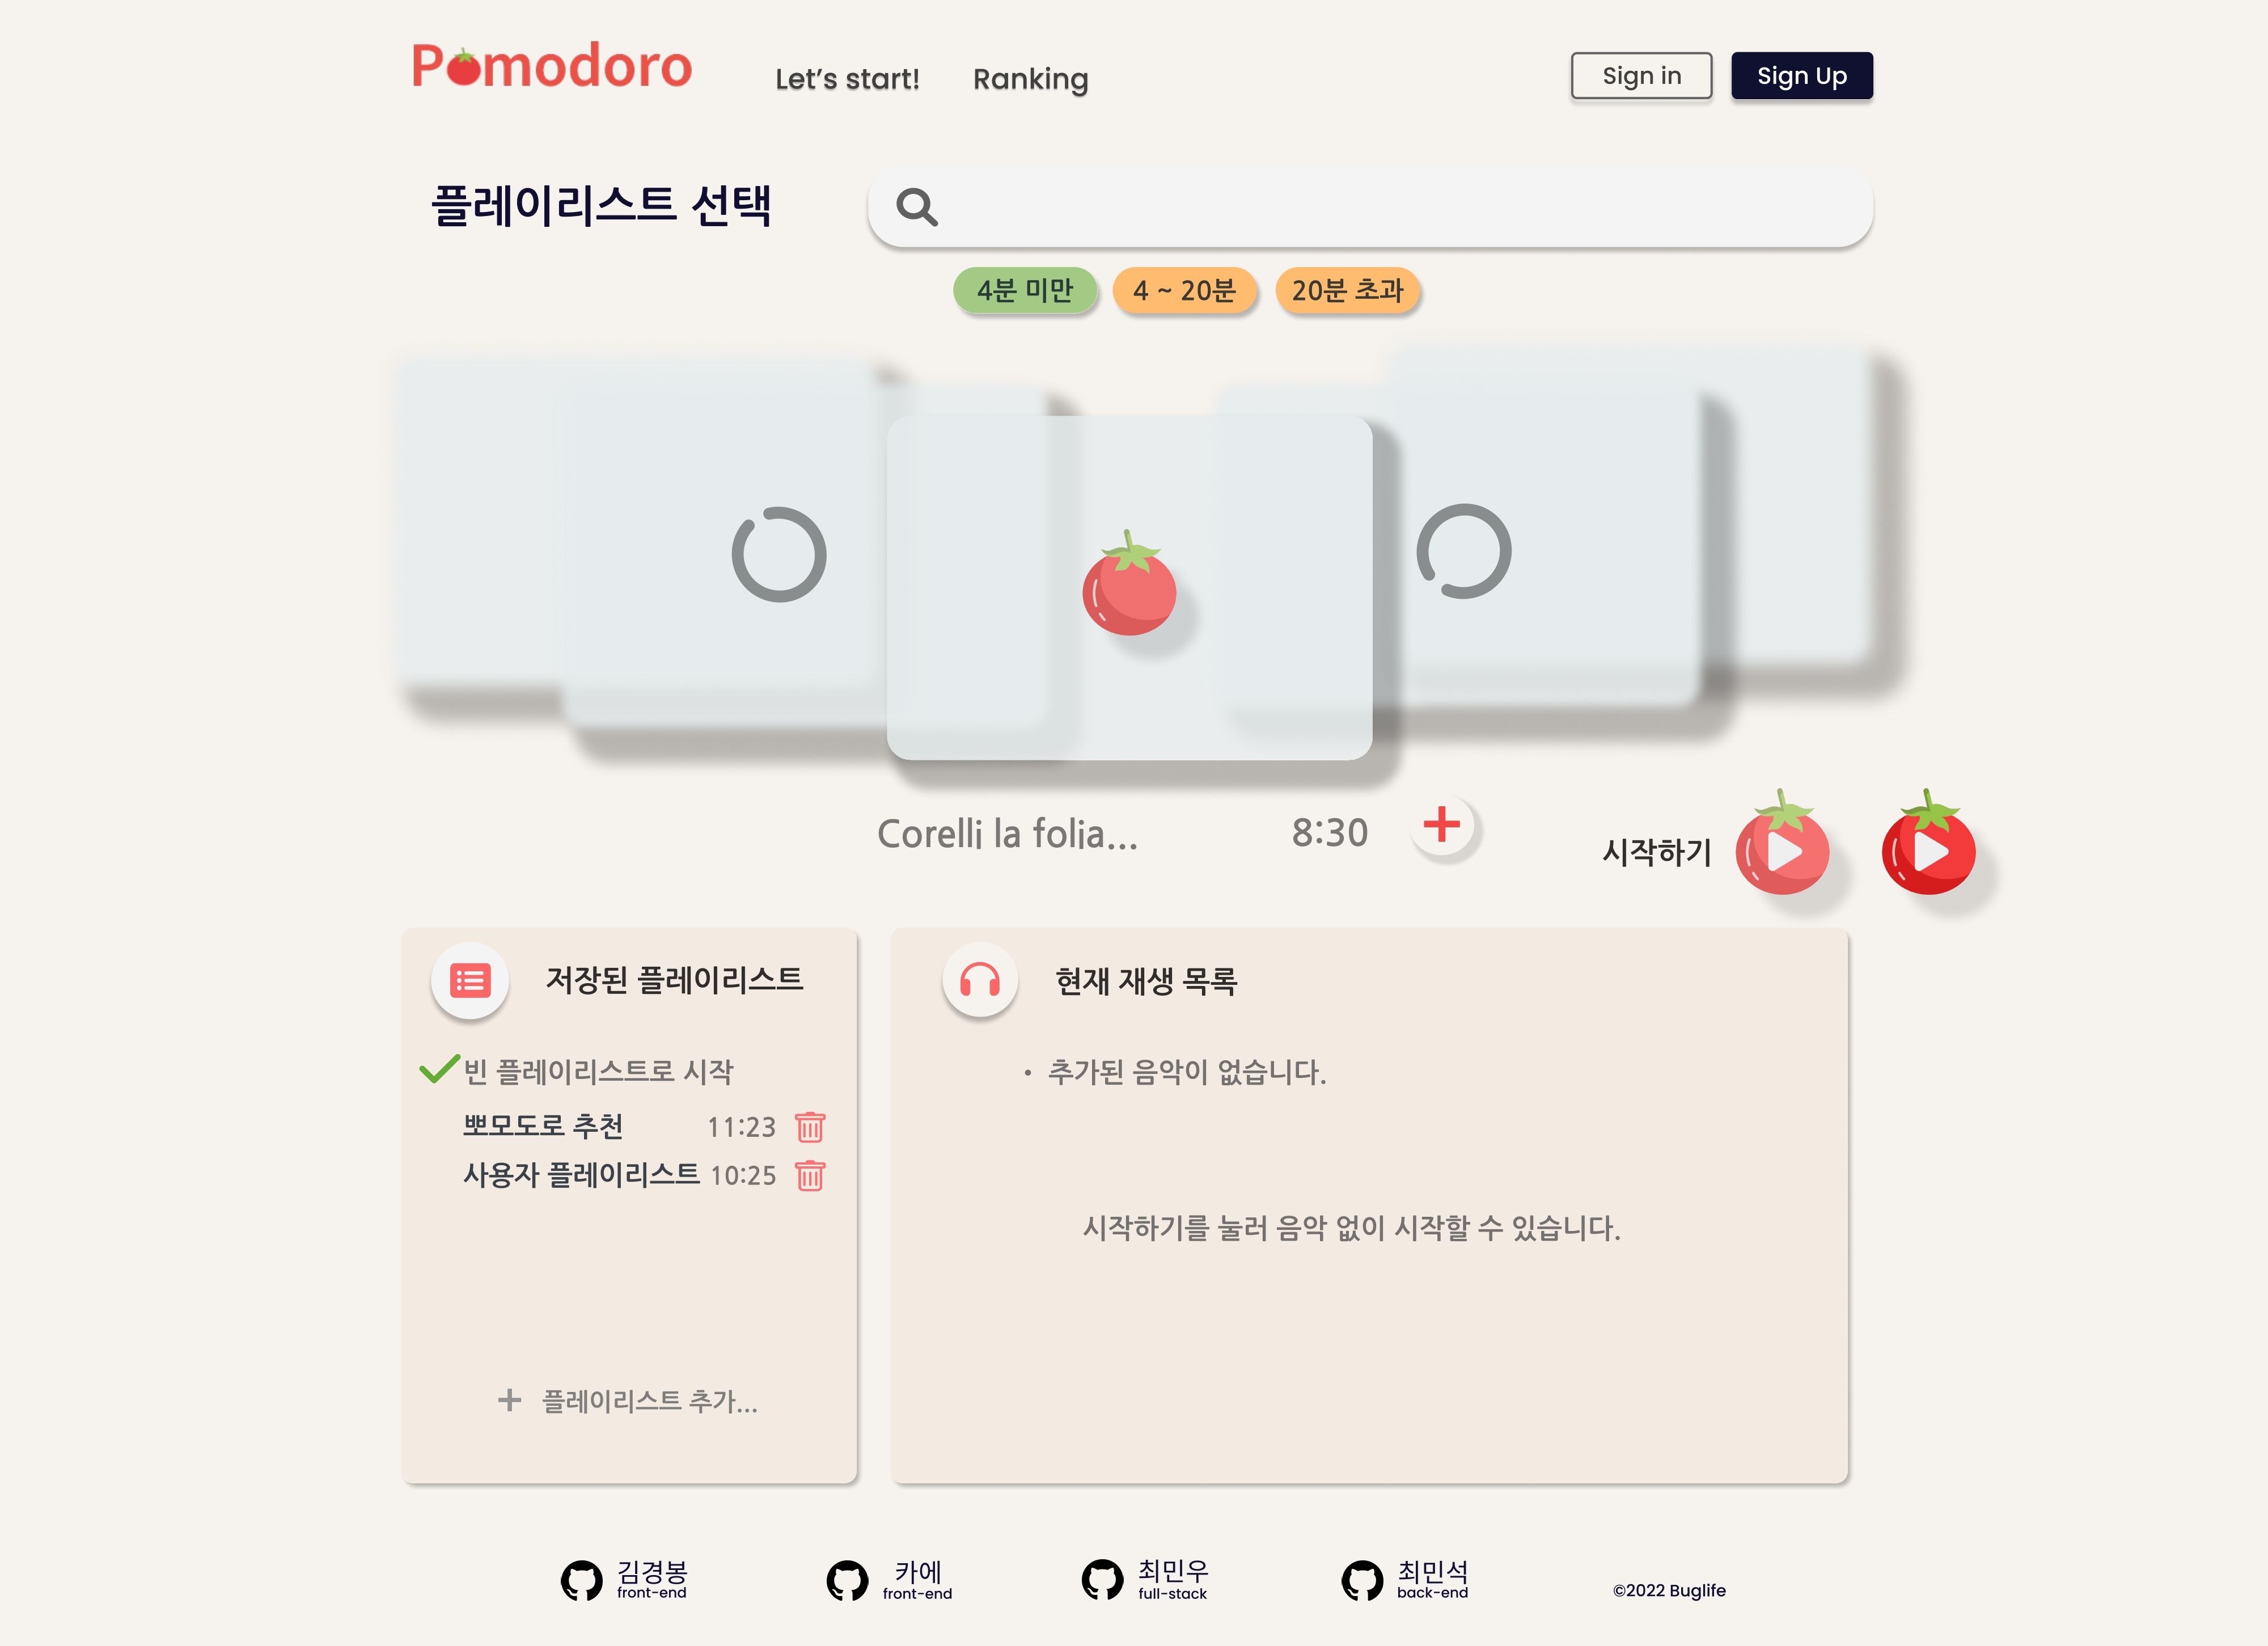 Pomodoro
Let's start!
Ranking
Sign in
Sign Up
플레이리스트 선택
4분 미만
4 ~ 20분
20분 초과
Corelli la folia...
8:30
시작하기
저장된 플레이리스트
빈 플레이리스트로 시작
뽀모도로 추천 11:23
사용자 플레이리스트 10:25
플레이리스트 추가...
현재 재생 목록
• 추가된 음악이 없습니다.
시작하기를 눌러 음악 없이 시작할 수 있습니다.
김경봉
front-end
카에
front-end
최민우
full-stack
최민석
back-end
©2022 Buglife